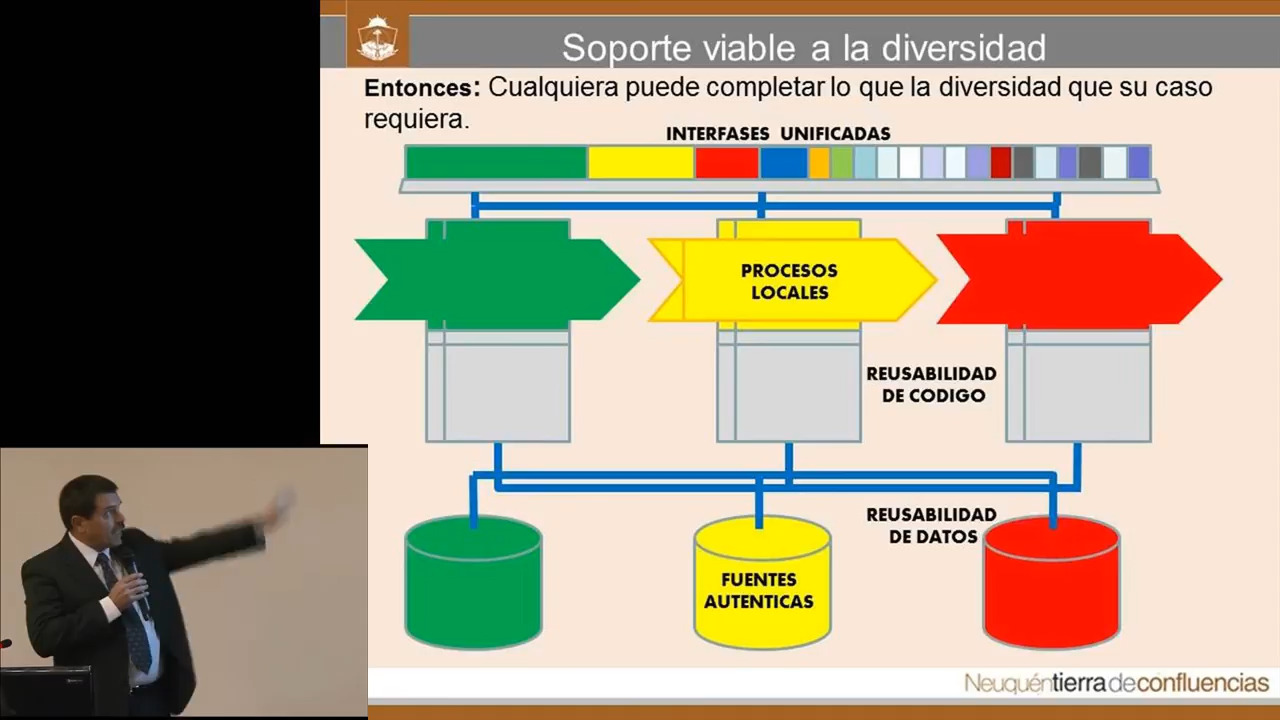 Soporte viable a la diversidad
Entonces: Cualquiera puede completar lo que la diversidad que su caso
requiera.
INTERFASES UNIFICADAS
PROCESOS
LOCALES
REUSABILIDAD
DE CODIGO
REUSABILIDAD
DE DATOS
FUENTES
AUTENTICAS
Neuquéntierradeconfluencias